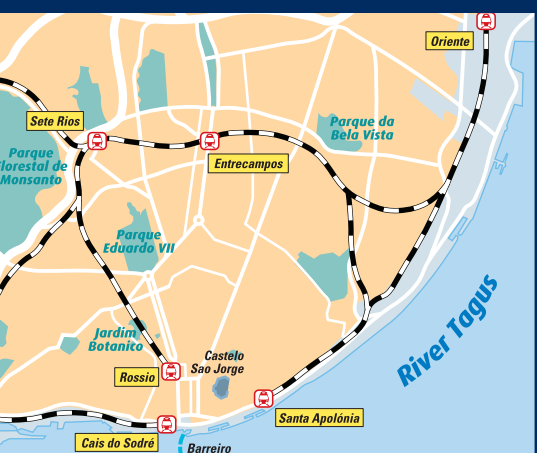 Oriente
Sete Rios
Parque da
Bela Vista
Parque
Florestal de
Monsanto
Entrecampos
Parque
Eduardo VII
River Tagus
Jardim
Botanico
Castelo
Sao Jorge
Rossio
Santa Apolónia
Cais do Sodré
Barreiro